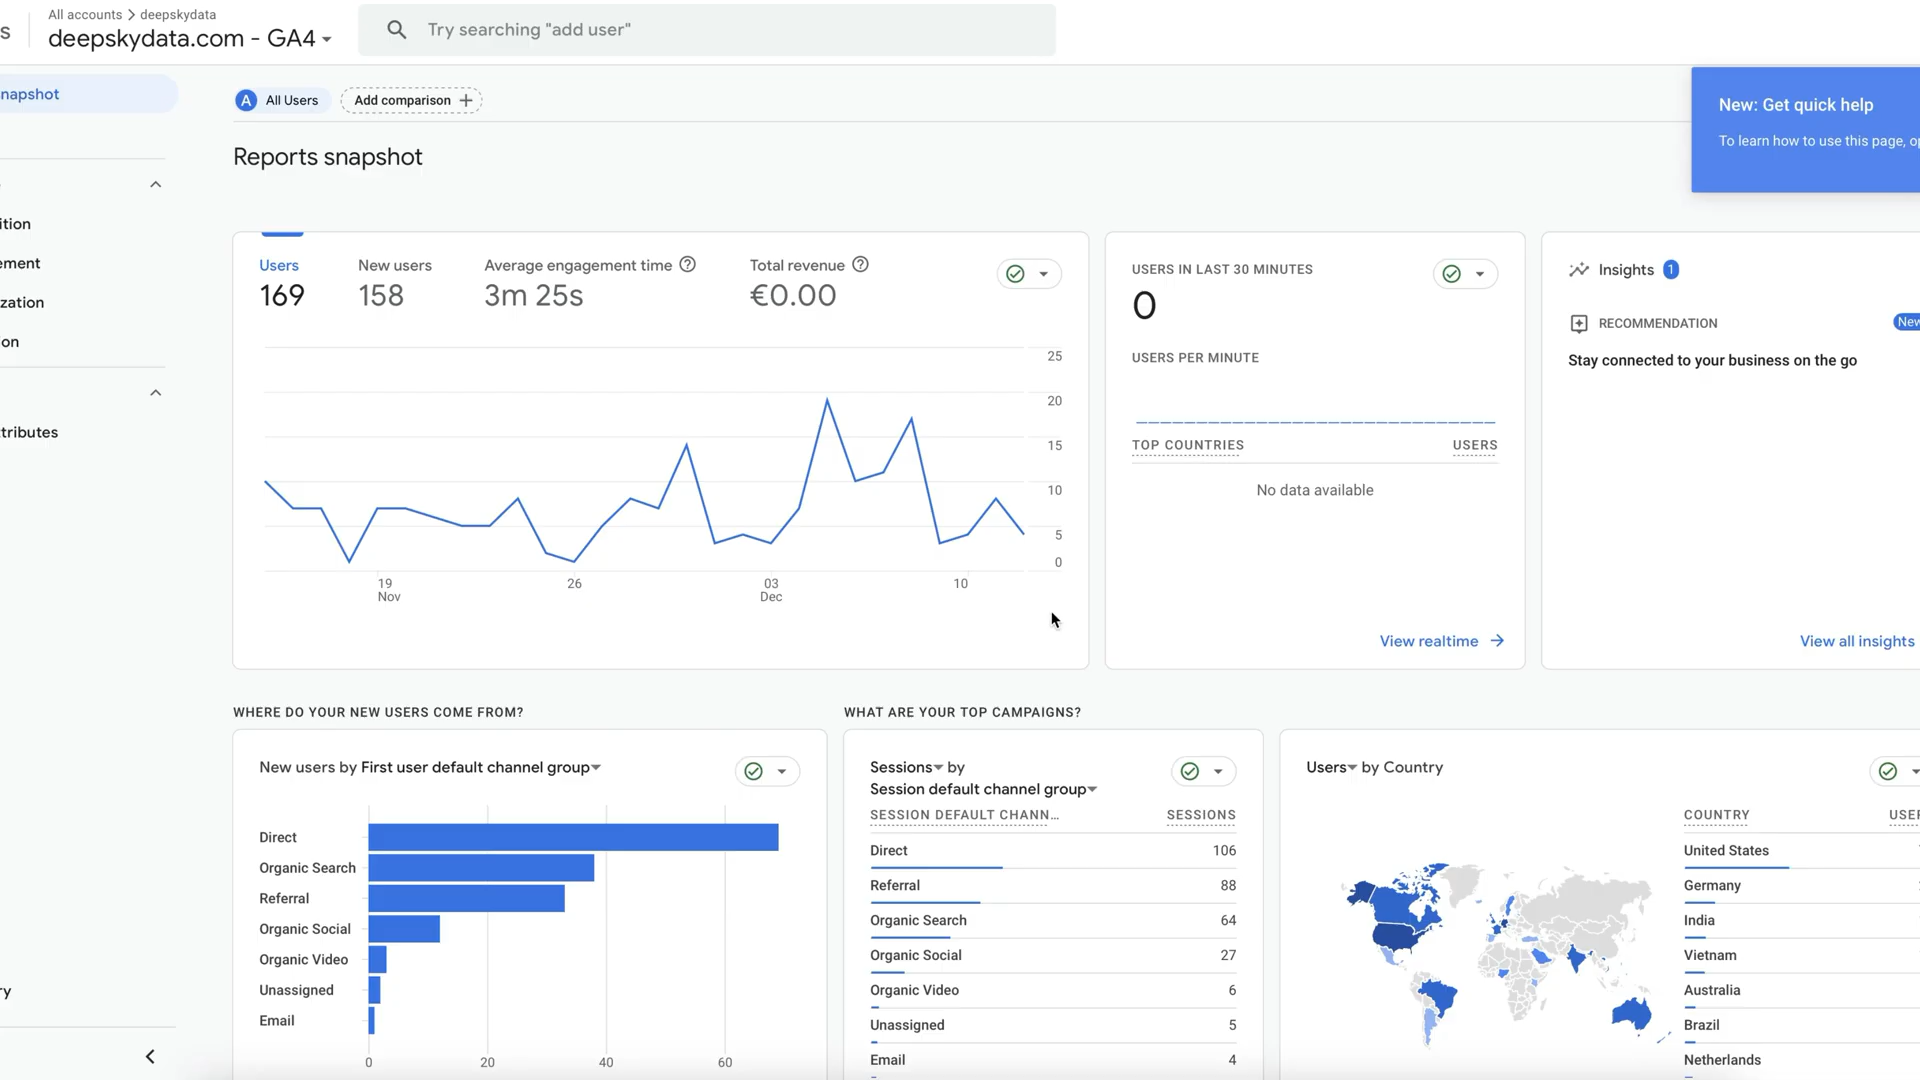 s
All accounts > deepskydata
deepskydata.com - GA4
Try searching "add user"
napshot
ition
ement
zation
on
tributes
ry
A All Users
Add comparison +
Reports snapshot
New: Get quick help
To learn how to use this page, op
Users
169
New users
158
Average engagement time
3m 25s
Total revenue
€0.00
25
20
15
10
5
0
19
Nov
26
03
Dec
10
USERS IN LAST 30 MINUTES
0
USERS PER MINUTE
TOP COUNTRIES USERS
No data available
View realtime
Insights 1
RECOMMENDATION New
Stay connected to your business on the go
View all insights
WHERE DO YOUR NEW USERS COME FROM?
New users by First user default channel group
Direct
Organic Search
Referral
Organic Social
Organic Video
Unassigned
Email
0 20 40 60
WHAT ARE YOUR TOP CAMPAIGNS?
Sessions by
Session default channel group
SESSION DEFAULT CHANN... SESSIONS
Direct 106
Referral 88
Organic Search 64
Organic Social 27
Organic Video 6
Unassigned 5
Email 4
Users by Country
COUNTRY USER
United States
Germany
India
Vietnam
Australia
Brazil
Netherlands